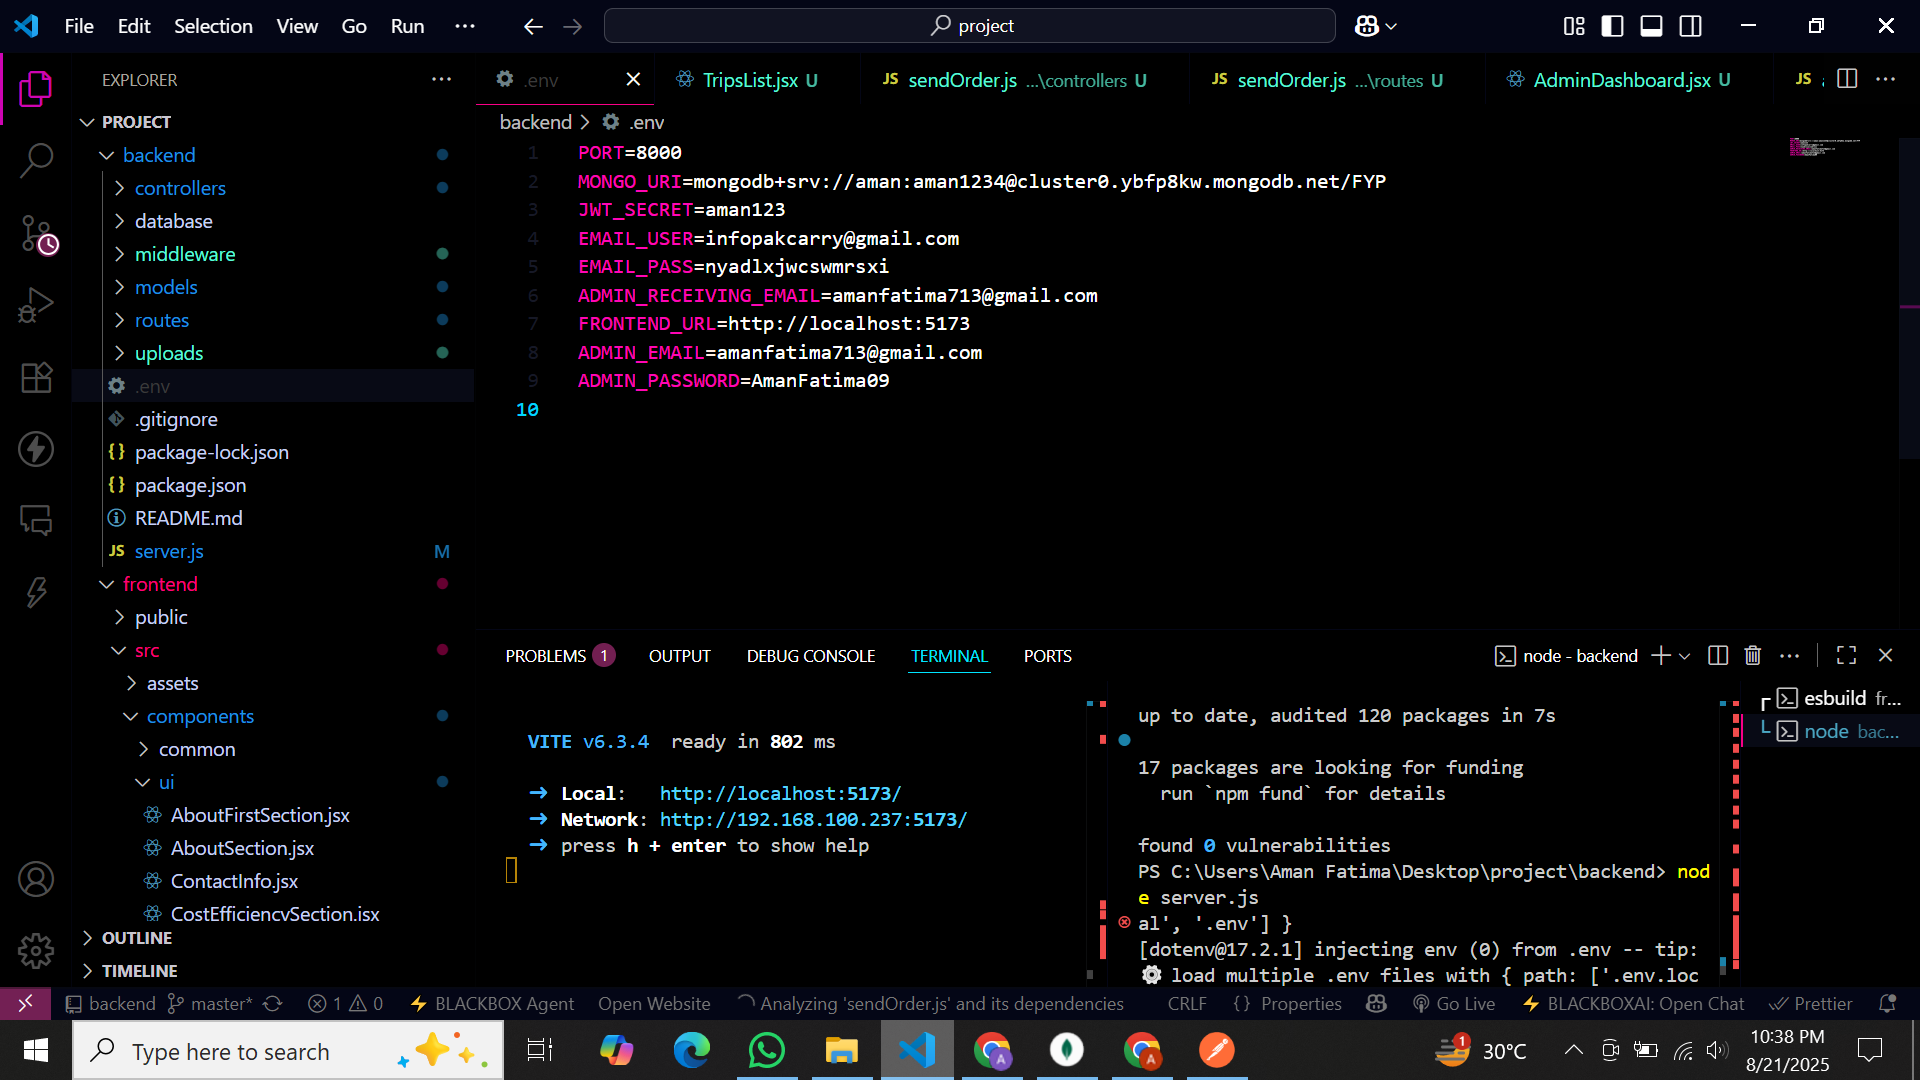 File Edit Selection View Go Run ··· project
EXPLORER ···
.env TripsList.jsx U JS sendOrder.js ...\controllers U JS sendOrder.js ...\routes U AdminDashboard.jsx U JS
PROJECT
backend
controllers
database
middleware
models
routes
uploads
.env
.gitignore
package-lock.json
package.json
README.md
JS server.js M
frontend
public
src
assets
components
common
ui
AboutFirstSection.jsx
AboutSection.jsx
ContactInfo.jsx
CostEfficiencySection.jsx
OUTLINE
TIMELINE
backend > .env
1 PORT=8000
2 MONGO_URI=mongodb+srv://aman:aman1234@cluster0.ybfp8kw.mongodb.net/FYP
3 JWT_SECRET=aman123
4 EMAIL_USER=infopakcarry@gmail.com
5 EMAIL_PASS=nyadlxjwcswmrsxi
6 ADMIN_RECEIVING_EMAIL=amanfatima713@gmail.com
7 FRONTEND_URL=http://localhost:5173
8 ADMIN_EMAIL=amanfatima713@gmail.com
9 ADMIN_PASSWORD=AmanFatima09
10
PROBLEMS 1 OUTPUT DEBUG CONSOLE TERMINAL PORTS node - backend
VITE v6.3.4 ready in 802 ms
➜ Local: http://localhost:5173/
➜ Network: http://192.168.100.237:5173/
➜ press h + enter to show help
up to date, audited 120 packages in 7s
17 packages are looking for funding
run `npm fund` for details
found 0 vulnerabilities
PS C:\Users\Aman Fatima\Desktop\project\backend> nod
e server.js
al', '.env'] }
[dotenv@17.2.1] injecting env (0) from .env -- tip:
⚙ load multiple .env files with { path: ['.env.loc
esbuild fr...
node bac...
backend master* 1 0 BLACKBOX Agent Open Website Analyzing 'sendOrder.js' and its dependencies CRLF {} Properties Go Live BLACKBOXAI: Open Chat Prettier
Type here to search
1 30°C 10:38 PM
8/21/2025